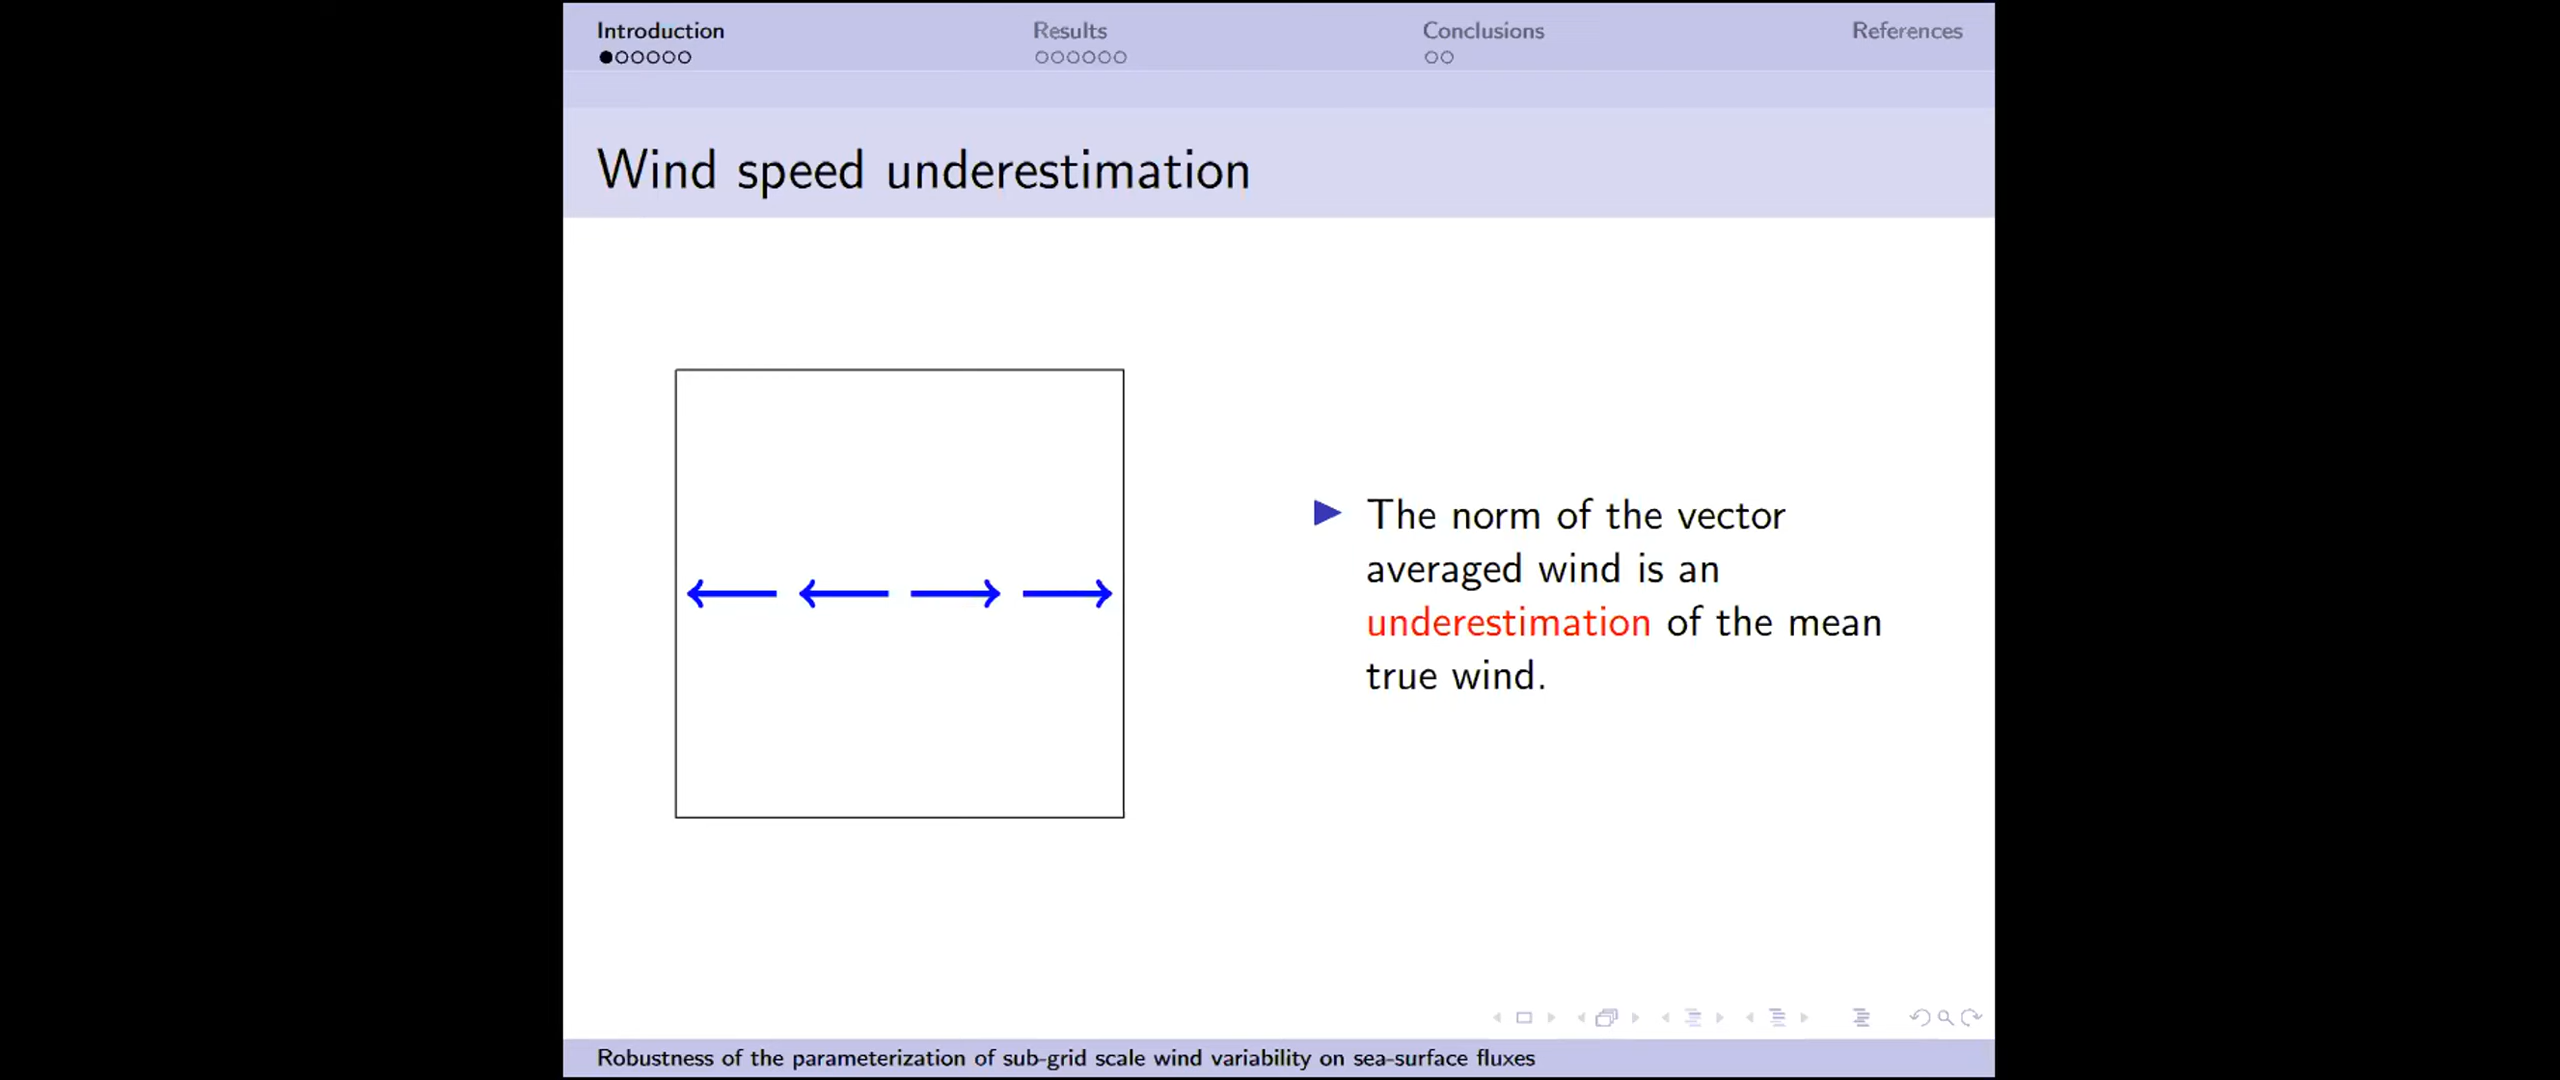 Introduction
Results
Conclusions
References
Wind speed underestimation
The norm of the vector
averaged wind is an
underestimation of the mean
true wind.
Robustness of the parameterization of sub-grid scale wind variability on sea-surface fluxes